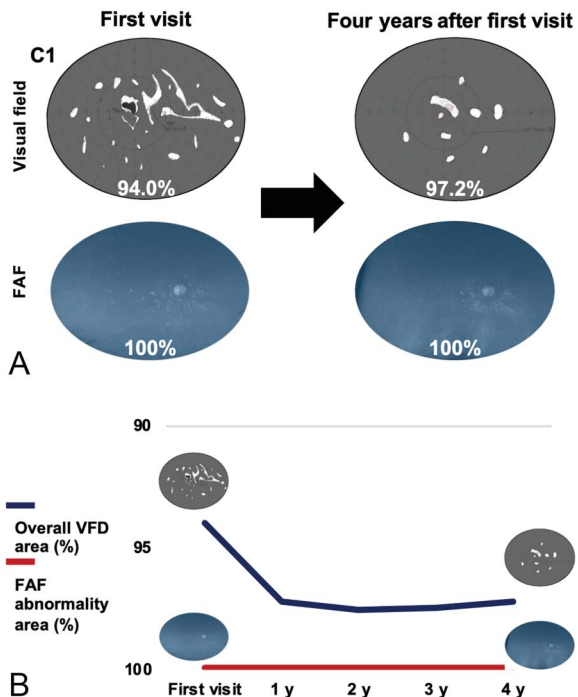 First visit
Four years after first visit
C1
Visual field
94.0%
97.2%
FAF
100%
100%
A
90
95
100
Overall VFD
area (%)
FAF
abnormality
area (%)
First visit 1 y 2 y 3 y 4 y
B